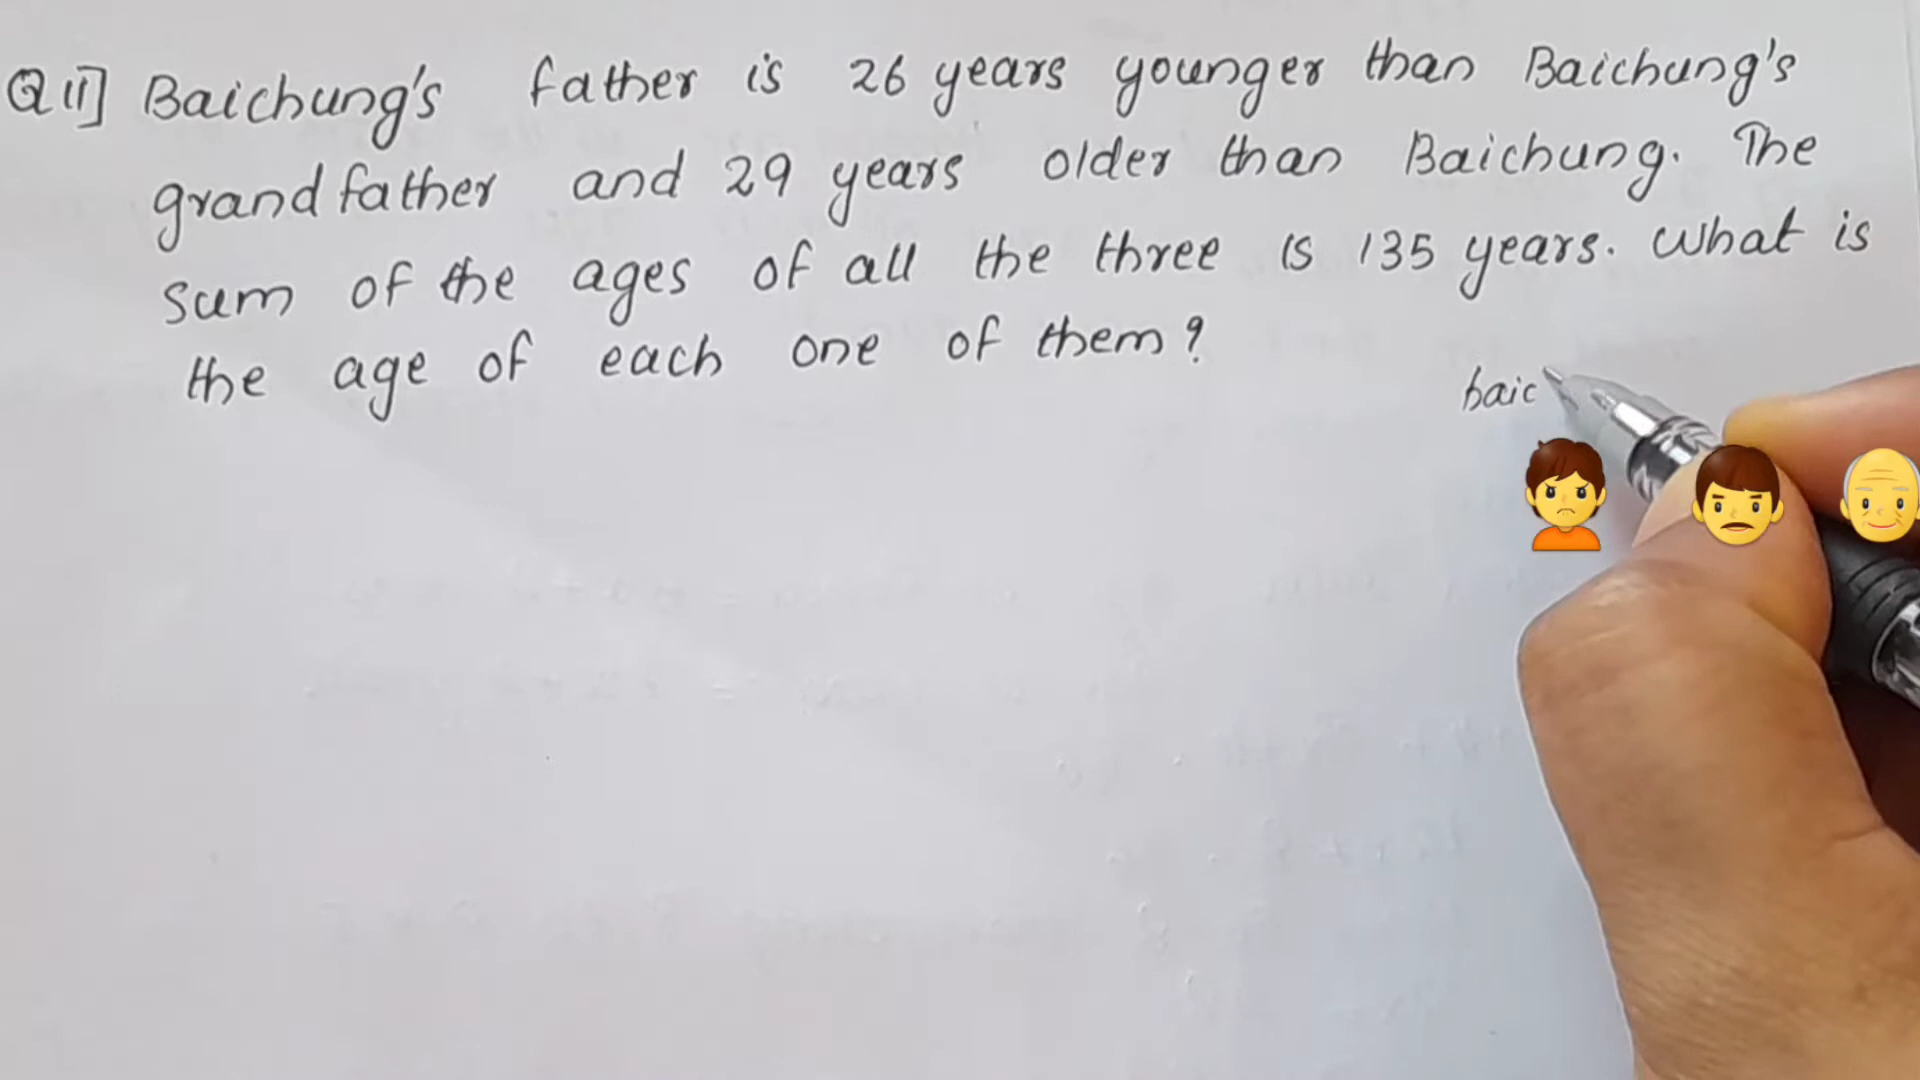 Q 11] Baichung's father is 26 years younger than Baichung's
grandfather and 29 years older than Baichung. The
sum of the ages of all the three is 135 years. What is
the age of each one of them?
baic